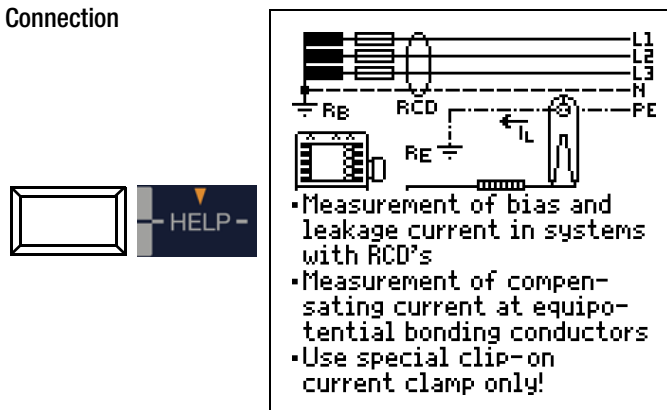 Connection
L1
L2
L3
N
RB RCD PE
IL
RE
HELP
▪Measurement of bias and
leakage current in systems
with RCD's
▪Measurement of compen-
sating current at equipo-
tential bonding conductors
▪Use special clip-on
current clamp only!